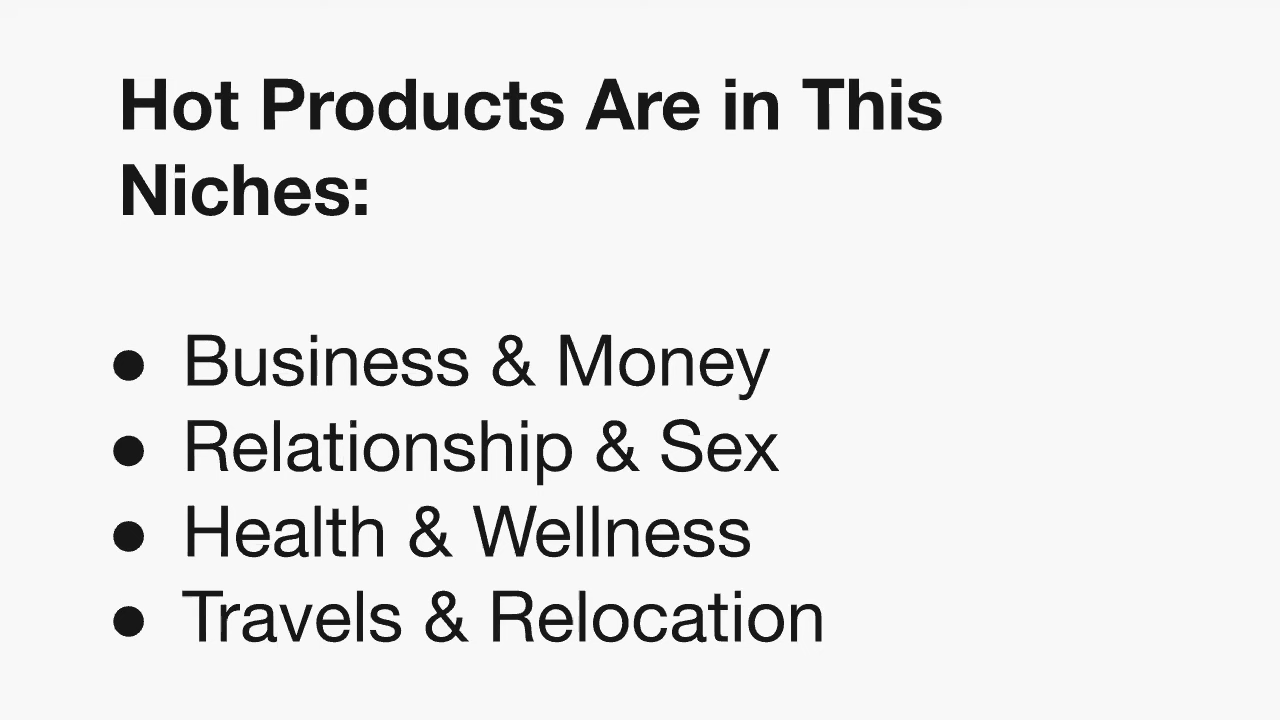 Hot Products Are in This
Niches:
● Business & Money
● Relationship & Sex
● Health & Wellness
● Travels & Relocation